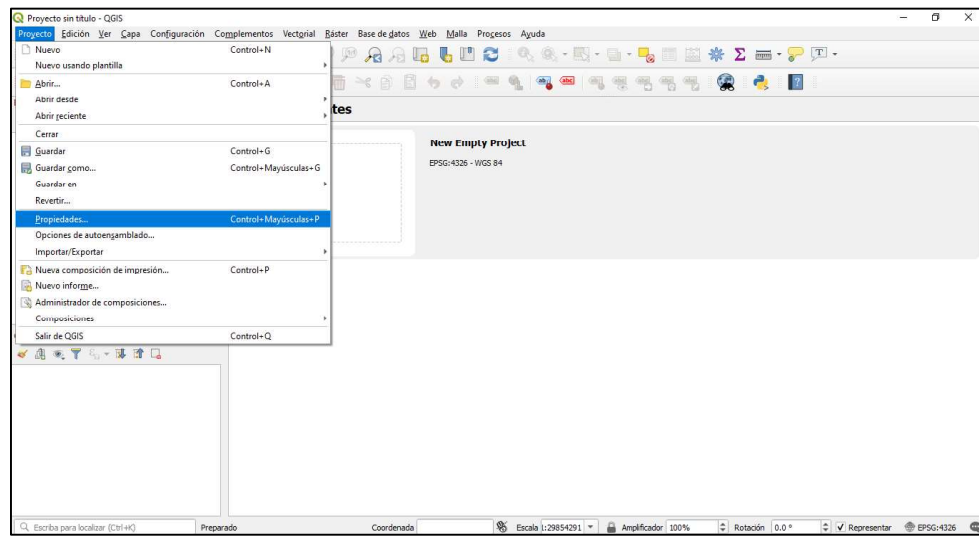 Proyecto sin título - QGIS
Proyecto Edición Ver Capa Configuración Complementos Vectorial Ráster Base de datos Web Malla Procesos Ayuda
Nuevo Control+N
Nuevo usando plantilla
Abrir... Control+A
Abrir desde
Abrir reciente
Cerrar
Guardar Control+G
Guardar como... Control+Mayúsculas+G
Guardar en
Revertir...
Propiedades... Control+Mayúsculas+P
Opciones de autoensamblado...
Importar/Exportar
Nueva composición de impresión... Control+P
Nuevo informe...
Administrador de composiciones...
Composiciones
Salir de QGIS Control+Q
tes
New Empty Project
EPSG:4326 - WGS 84
Escriba para localizar (Ctrl+K) Preparado Coordenada Escala 1:29854291 Amplificador 100% Rotación 0.0 ° Representar EPSG:4326